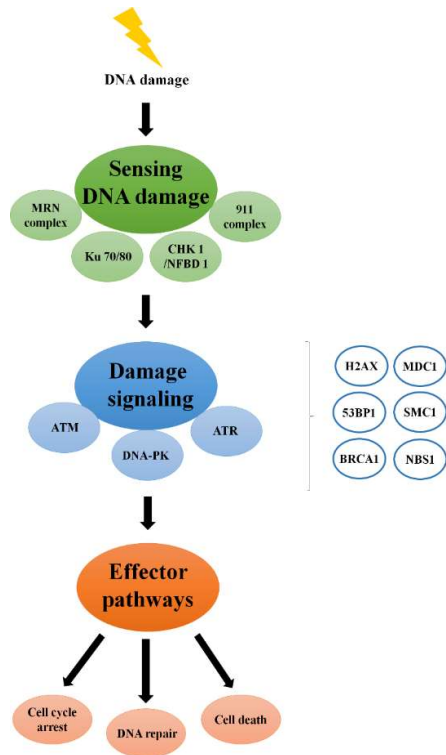 DNA damage
Sensing
DNA damage
MRN
complex
911
complex
Ku 70/80
CHK 1
/NFBD 1
Damage
signaling
ATM
DNA-PK
ATR
H2AX
MDC1
53BP1
SMC1
BRCA1
NBS1
Effector
pathways
Cell cycle
arrest
DNA repair
Cell death